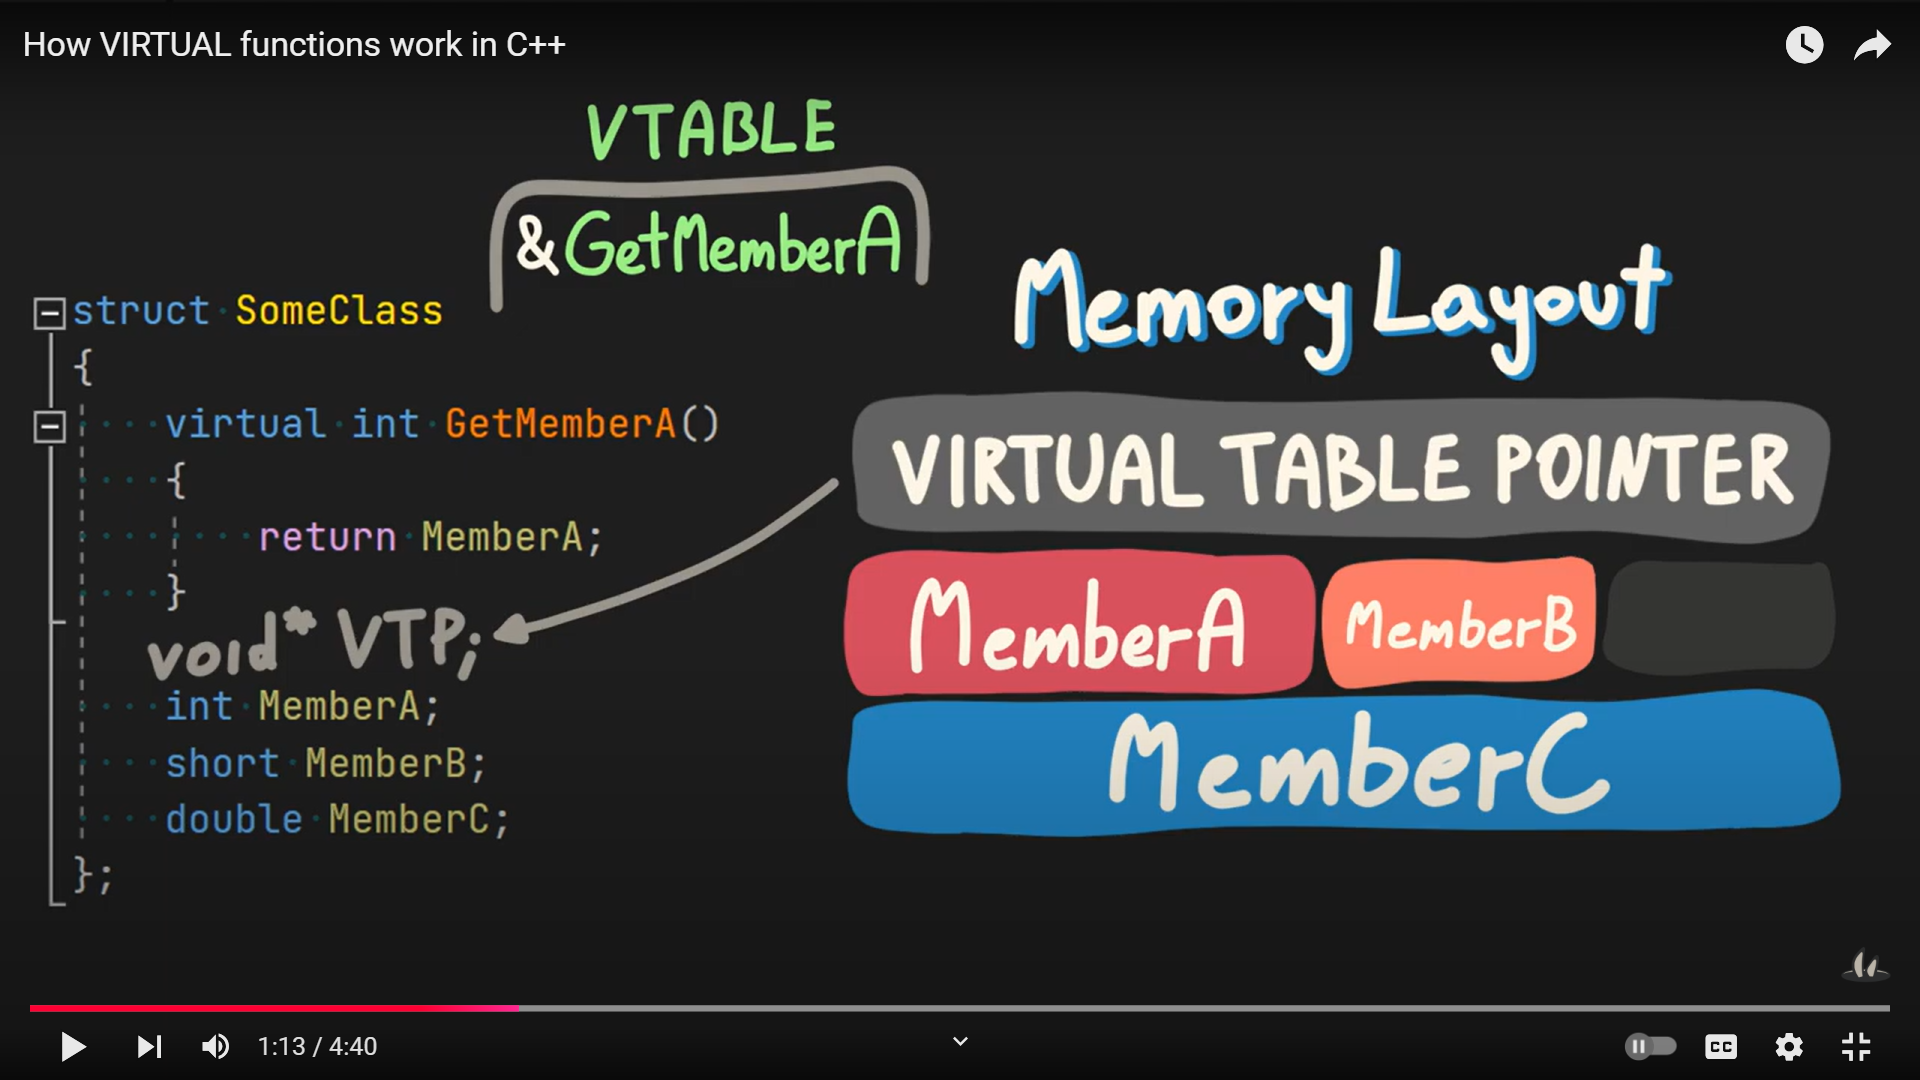 How VIRTUAL functions work in C++
VTABLE
&GetMemberA
struct SomeClass
{
virtual int GetMemberA()
{
return MemberA;
}
void* VTP;
int MemberA;
short MemberB;
double MemberC;
};
Memory Layout
VIRTUAL TABLE POINTER
MemberA MemberB
MemberC
1:13 / 4:40
CC